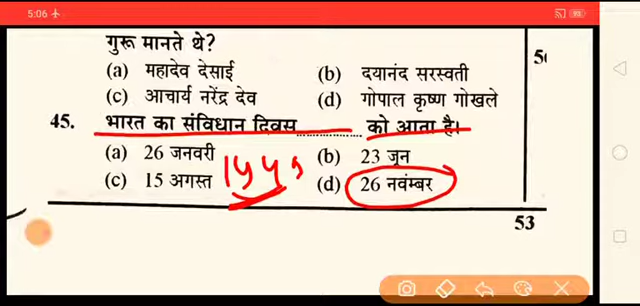 5:06
गुरू मानते थे?
(a) महादेव देसाई (b) दयानंद सरस्वती
(c) आचार्य नरेंद्र देव (d) गोपाल कृष्ण गोखले
45. भारत का संविधान दिवस.............. को आता है।
(a) 26 जनवरी (b) 23 जून
(c) 15 अगस्त (d) 26 नवंम्बर
53